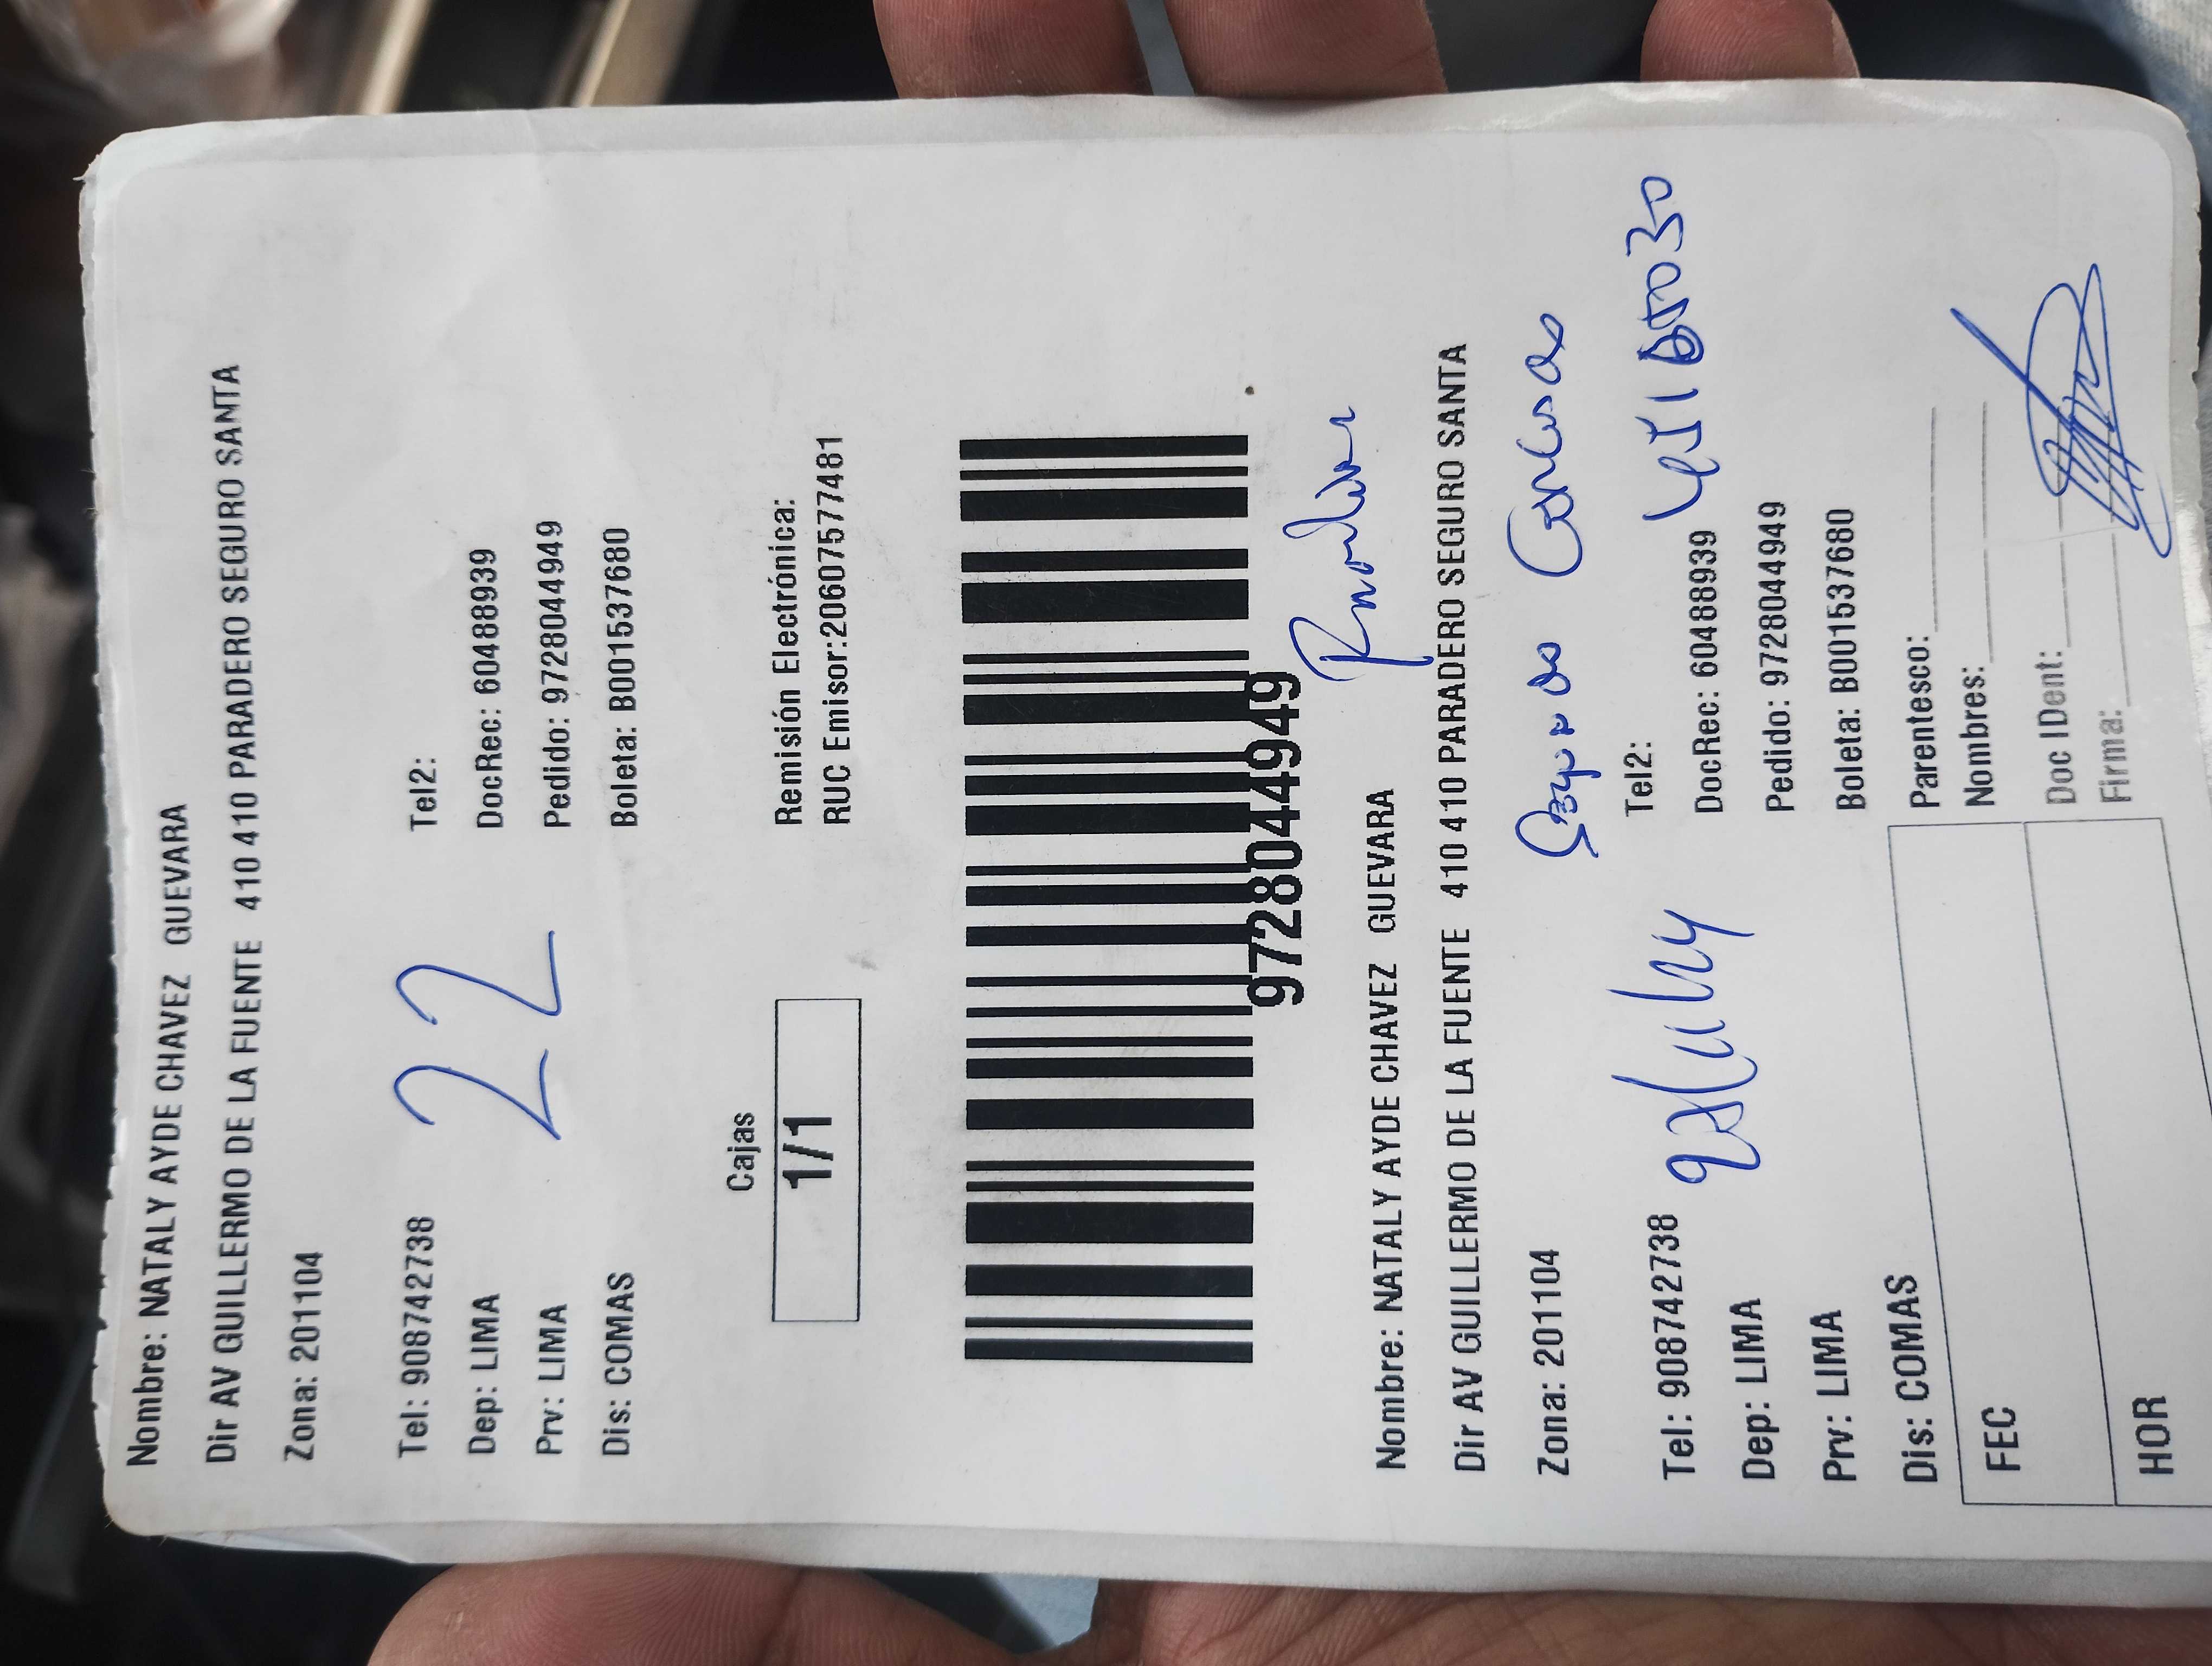 Nombre: NATALY AYDE CHAVEZ GUEVARA
Dir AV GUILLERMO DE LA FUENTE 410 410 PARADERO SEGURO SANTA
Zona: 201104
Tel: 908742738 Tel2:
Dep: LIMA DocRec: 60488939
Prv: LIMA Pedido: 9728044949
Dis: COMAS Boleta: B001537680
22
Cajas
1/1
Remisión Electrónica:
RUC Emisor:20607577481
9728044949
Nombre: NATALY AYDE CHAVEZ GUEVARA
Dir AV GUILLERMO DE LA FUENTE 410 410 PARADERO SEGURO SANTA
Zona: 201104
Tel: 908742738 Tel2:
Dep: LIMA DocRec: 60488939
Prv: LIMA Pedido: 9728044949
Dis: COMAS Boleta: B001537680
FEC
HOR
Parentesco:
Nombres:
Doc IDent:
Firma: